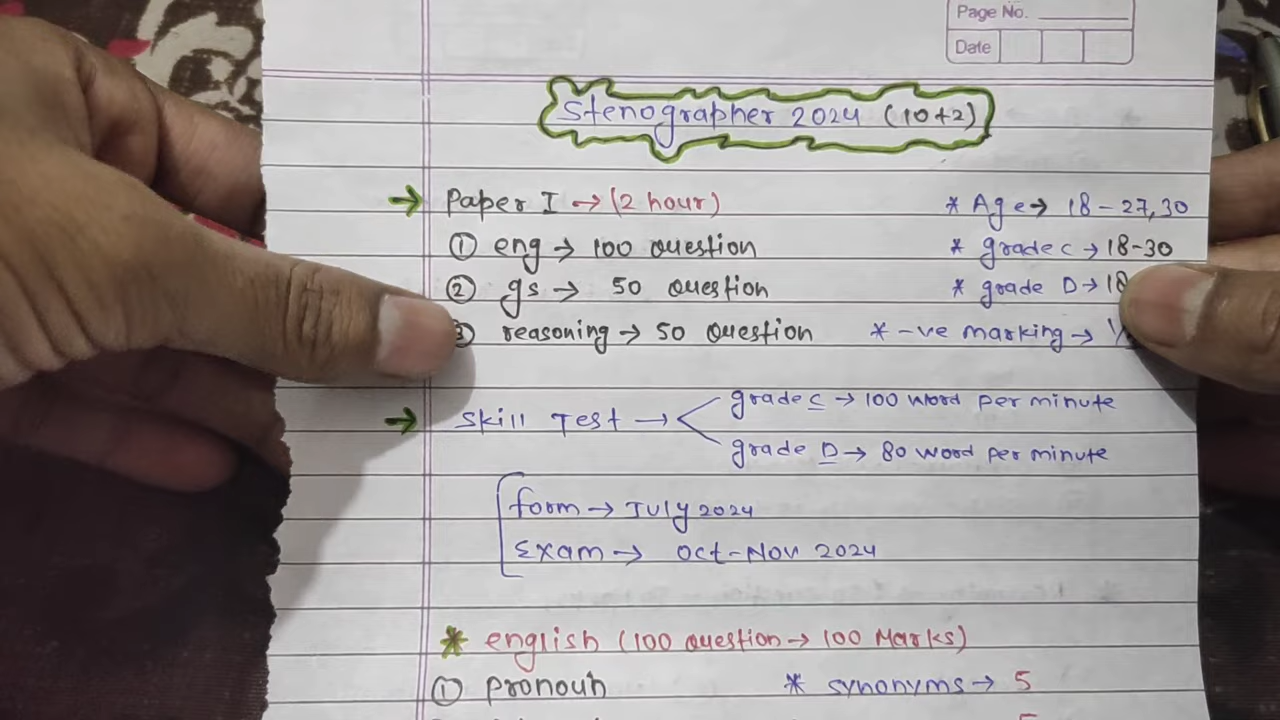 Page No.
Date
Stenographer 2024 (10+2)
→ Paper I → (2 hour)
* Age → 18 - 27, 30
① eng → 100 question
* grade c → 18-30
② gs → 50 question
* grade D → 18
③ reasoning → 50 question
* -ve marking →
→ Skill Test →
grade c → 100 word per minute
grade D → 80 word per minute
form → July 2024
Exam → oct-Nov 2024
* english (100 question → 100 Marks)
① pronoun
* synonyms → 5